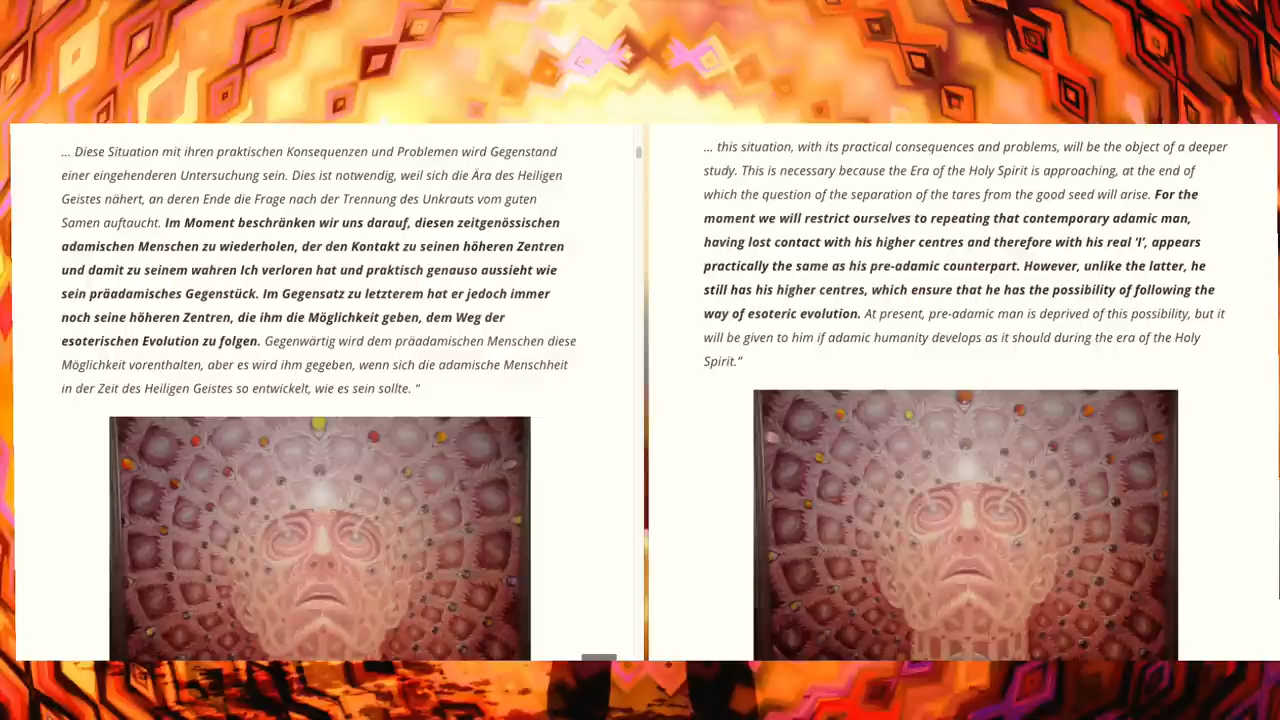 ... Diese Situation mit ihren praktischen Konsequenzen und Problemen wird Gegenstand
einer eingehenderen Untersuchung sein. Dies ist notwendig, weil sich die Ära des Heiligen
Geistes nähert, an deren Ende die Frage nach der Trennung des Unkrauts vom guten
Samen auftaucht. Im Moment beschränken wir uns darauf, diesen zeitgenössischen
adamischen Menschen zu wiederholen, der den Kontakt zu seinen höheren Zentren
und damit zu seinem wahren Ich verloren hat und praktisch genauso aussieht wie
sein präadamisches Gegenstück. Im Gegensatz zu letzterem hat er jedoch immer
noch seine höheren Zentren, die ihm die Möglichkeit geben, dem Weg der
esoterischen Evolution zu folgen. Gegenwärtig wird dem präadamischen Menschen diese
Möglichkeit vorenthalten, aber es wird ihm gegeben, wenn sich die adamische Menschheit
in der Zeit des Heiligen Geistes so entwickelt, wie es sein sollte. "
... this situation, with its practical consequences and problems, will be the object of a deeper
study. This is necessary because the Era of the Holy Spirit is approaching, at the end of
which the question of the separation of the tares from the good seed will arise. For the
moment we will restrict ourselves to repeating that contemporary adamic man,
having lost contact with his higher centres and therefore with his real 'I', appears
practically the same as his pre-adamic counterpart. However, unlike the latter, he
still has his higher centres, which ensure that he has the possibility of following the
way of esoteric evolution. At present, pre-adamic man is deprived of this possibility, but it
will be given to him if adamic humanity develops as it should during the era of the Holy
Spirit."